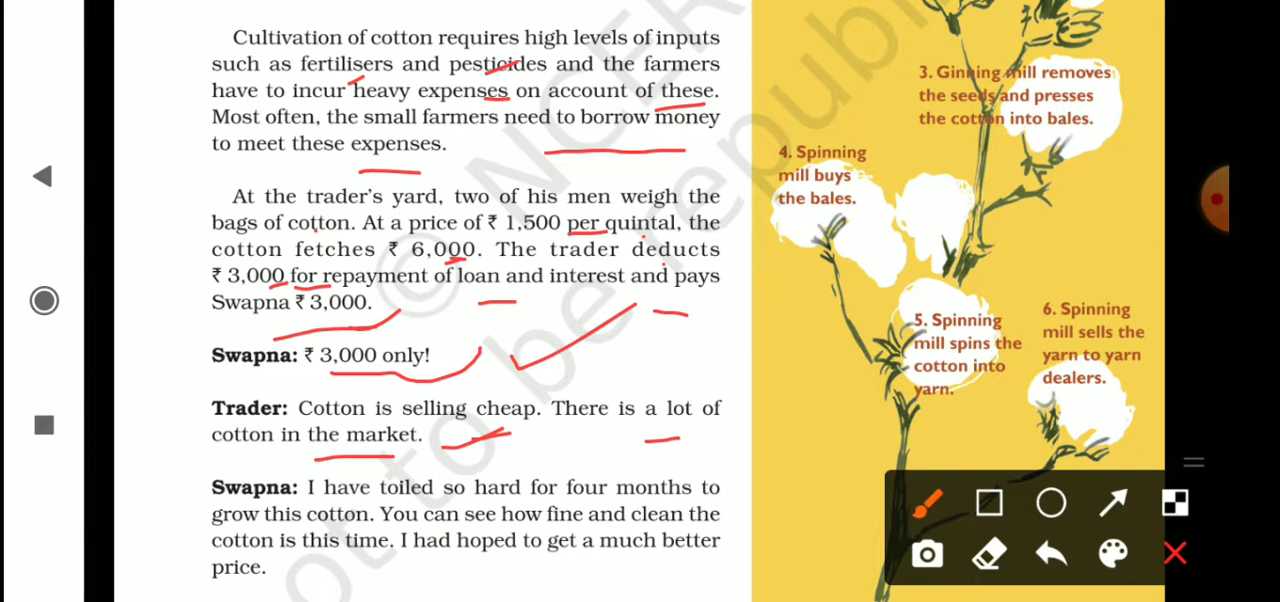 Cultivation of cotton requires high levels of inputs
such as fertilisers and pesticides and the farmers
have to incur heavy expenses on account of these.
Most often, the small farmers need to borrow money
to meet these expenses.
At the trader's yard, two of his men weigh the
bags of cotton. At a price of ₹ 1,500 per quintal, the
cotton fetches ₹ 6,000. The trader deducts
₹ 3,000 for repayment of loan and interest and pays
Swapna ₹ 3,000.
Swapna: ₹ 3,000 only!
Trader: Cotton is selling cheap. There is a lot of
cotton in the market.
Swapna: I have toiled so hard for four months to
grow this cotton. You can see how fine and clean the
cotton is this time. I had hoped to get a much better
price.
3. Ginning mill removes
the seeds and presses
the cotton into bales.
4. Spinning
mill buys
the bales.
5. Spinning
mill spins the
cotton into
yarn.
6. Spinning
mill sells the
yarn to yarn
dealers.
© NCER
not to be republ